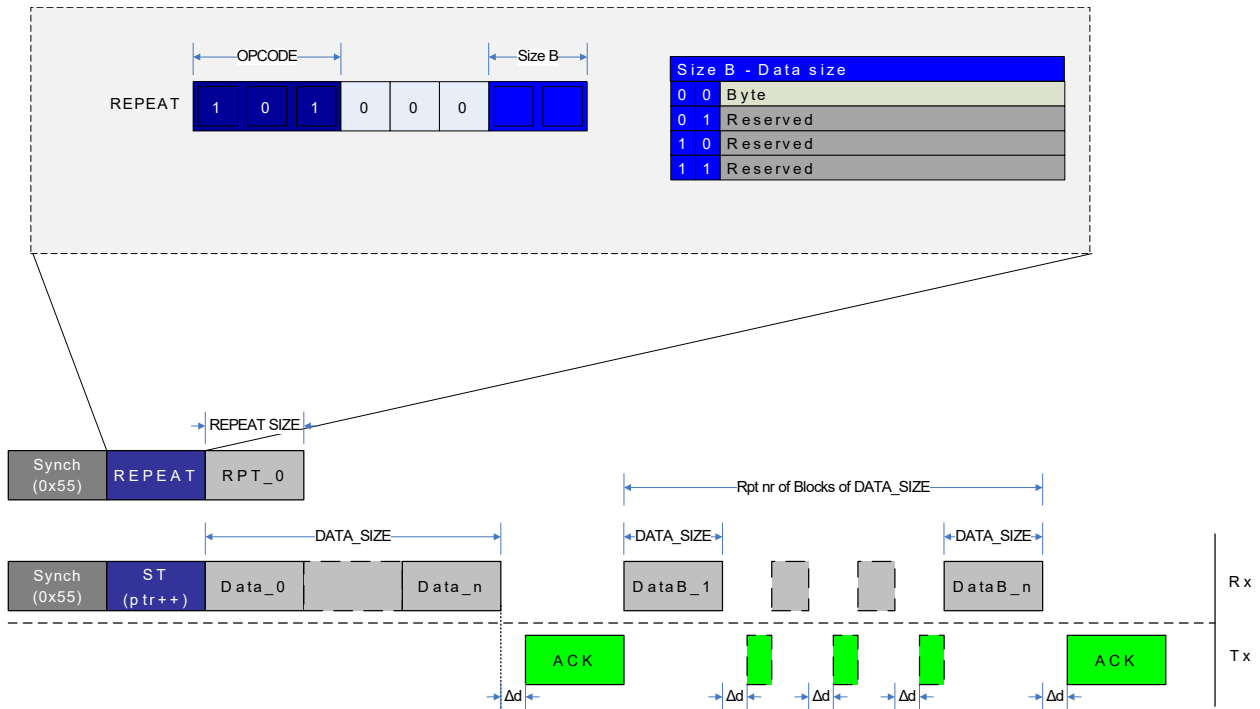 OPCODE
Size B
REPEAT
1 0 1 0 0 0
Size B - Data size
0 0 Byte
0 1 Reserved
1 0 Reserved
1 1 Reserved
REPEAT SIZE
Synch
(0x55)
REPEAT
RPT_0
Rpt nr of Blocks of DATA_SIZE
DATA_SIZE
DATA_SIZE
DATA_SIZE
Synch
(0x55)
ST
(ptr++)
Data_0
Data_n
DataB_1
DataB_n
Rx
ACK
ACK
Tx
Δd
Δd
Δd
Δd
Δd